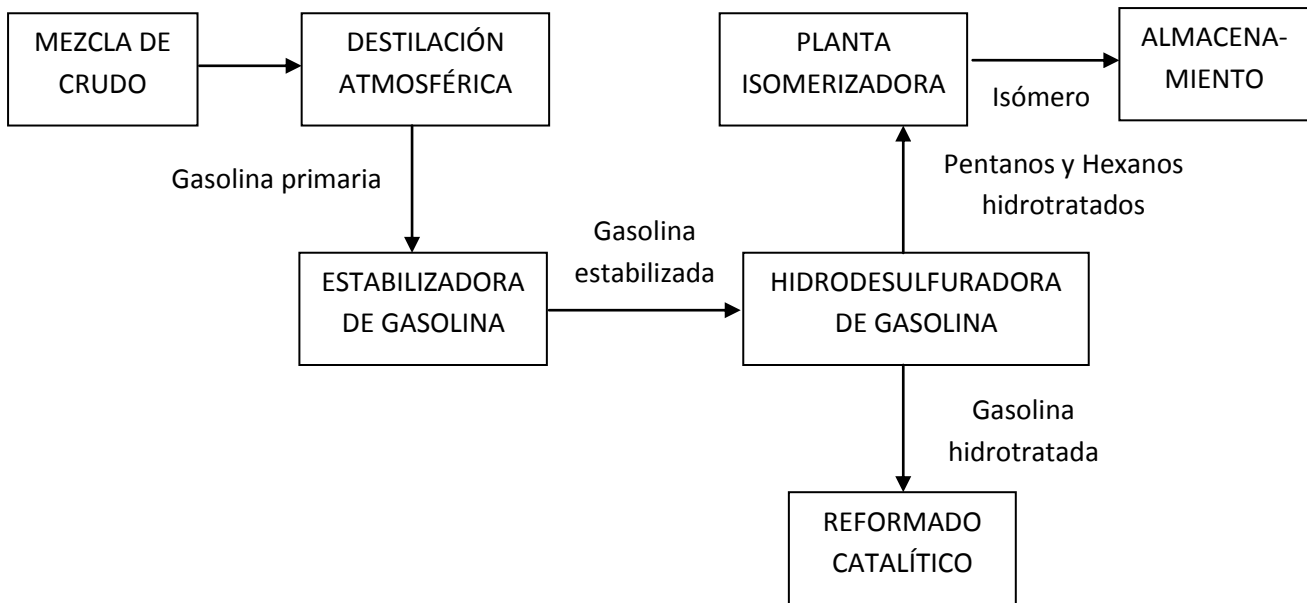 MEZCLA DE
CRUDO
DESTILACIÓN
ATMOSFÉRICA
PLANTA
ISOMERIZADORA
ALMACENA-
MIENTO
Isómero
Gasolina primaria
Pentanos y Hexanos
hidrotratados
Gasolina
estabilizada
ESTABILIZADORA
DE GASOLINA
HIDRODESULFURADORA
DE GASOLINA
Gasolina
hidrotratada
REFORMADO
CATALÍTICO